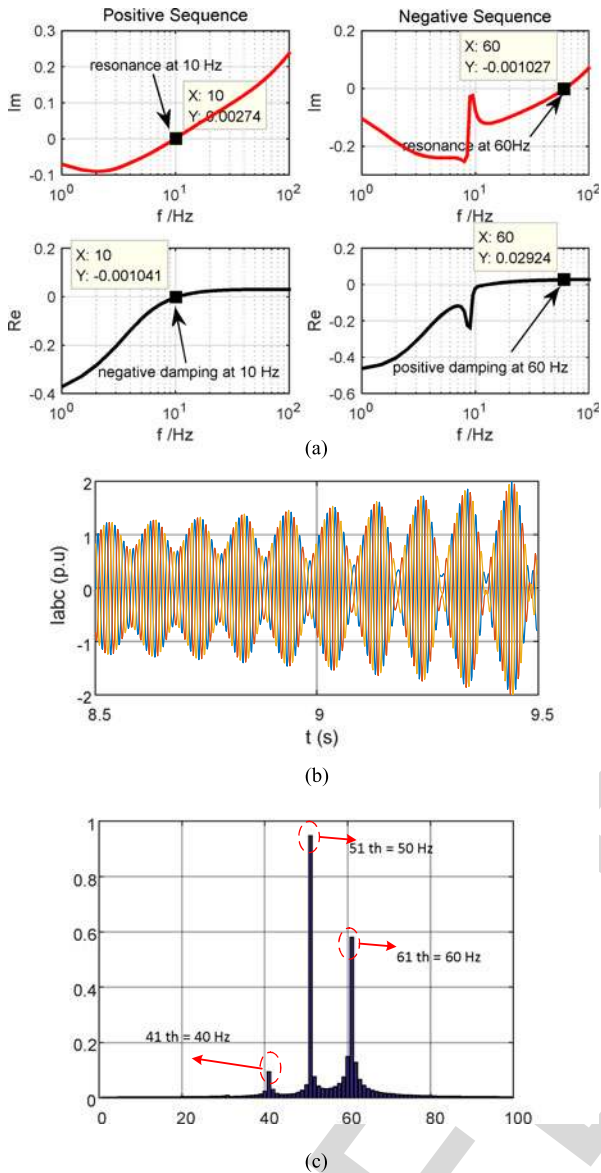 Positive Sequence
Negative Sequence
0.3
0.2
0.1
0
-0.1
Im
resonance at 10 Hz
X: 10
Y: 0.00274
10^0
10^1
10^2
f /Hz
0.2
0
-0.2
Im
X: 60
Y: -0.001027
resonance at 60Hz
10^0
10^1
10^2
f /Hz
0.2
0
-0.2
-0.4
Re
X: 10
Y: -0.001041
negative damping at 10 Hz
10^0
10^1
10^2
f /Hz
0.2
0
-0.2
-0.4
-0.6
Re
X: 60
Y: 0.02924
positive damping at 60 Hz
10^0
10^1
10^2
f /Hz
(a)
2
1
0
-1
-2
Iabc (p.u)
8.5
9
9.5
t (s)
(b)
1
0.8
0.6
0.4
0.2
0
51 th = 50 Hz
61 th = 60 Hz
41 th = 40 Hz
0
20
40
60
80
100
(c)